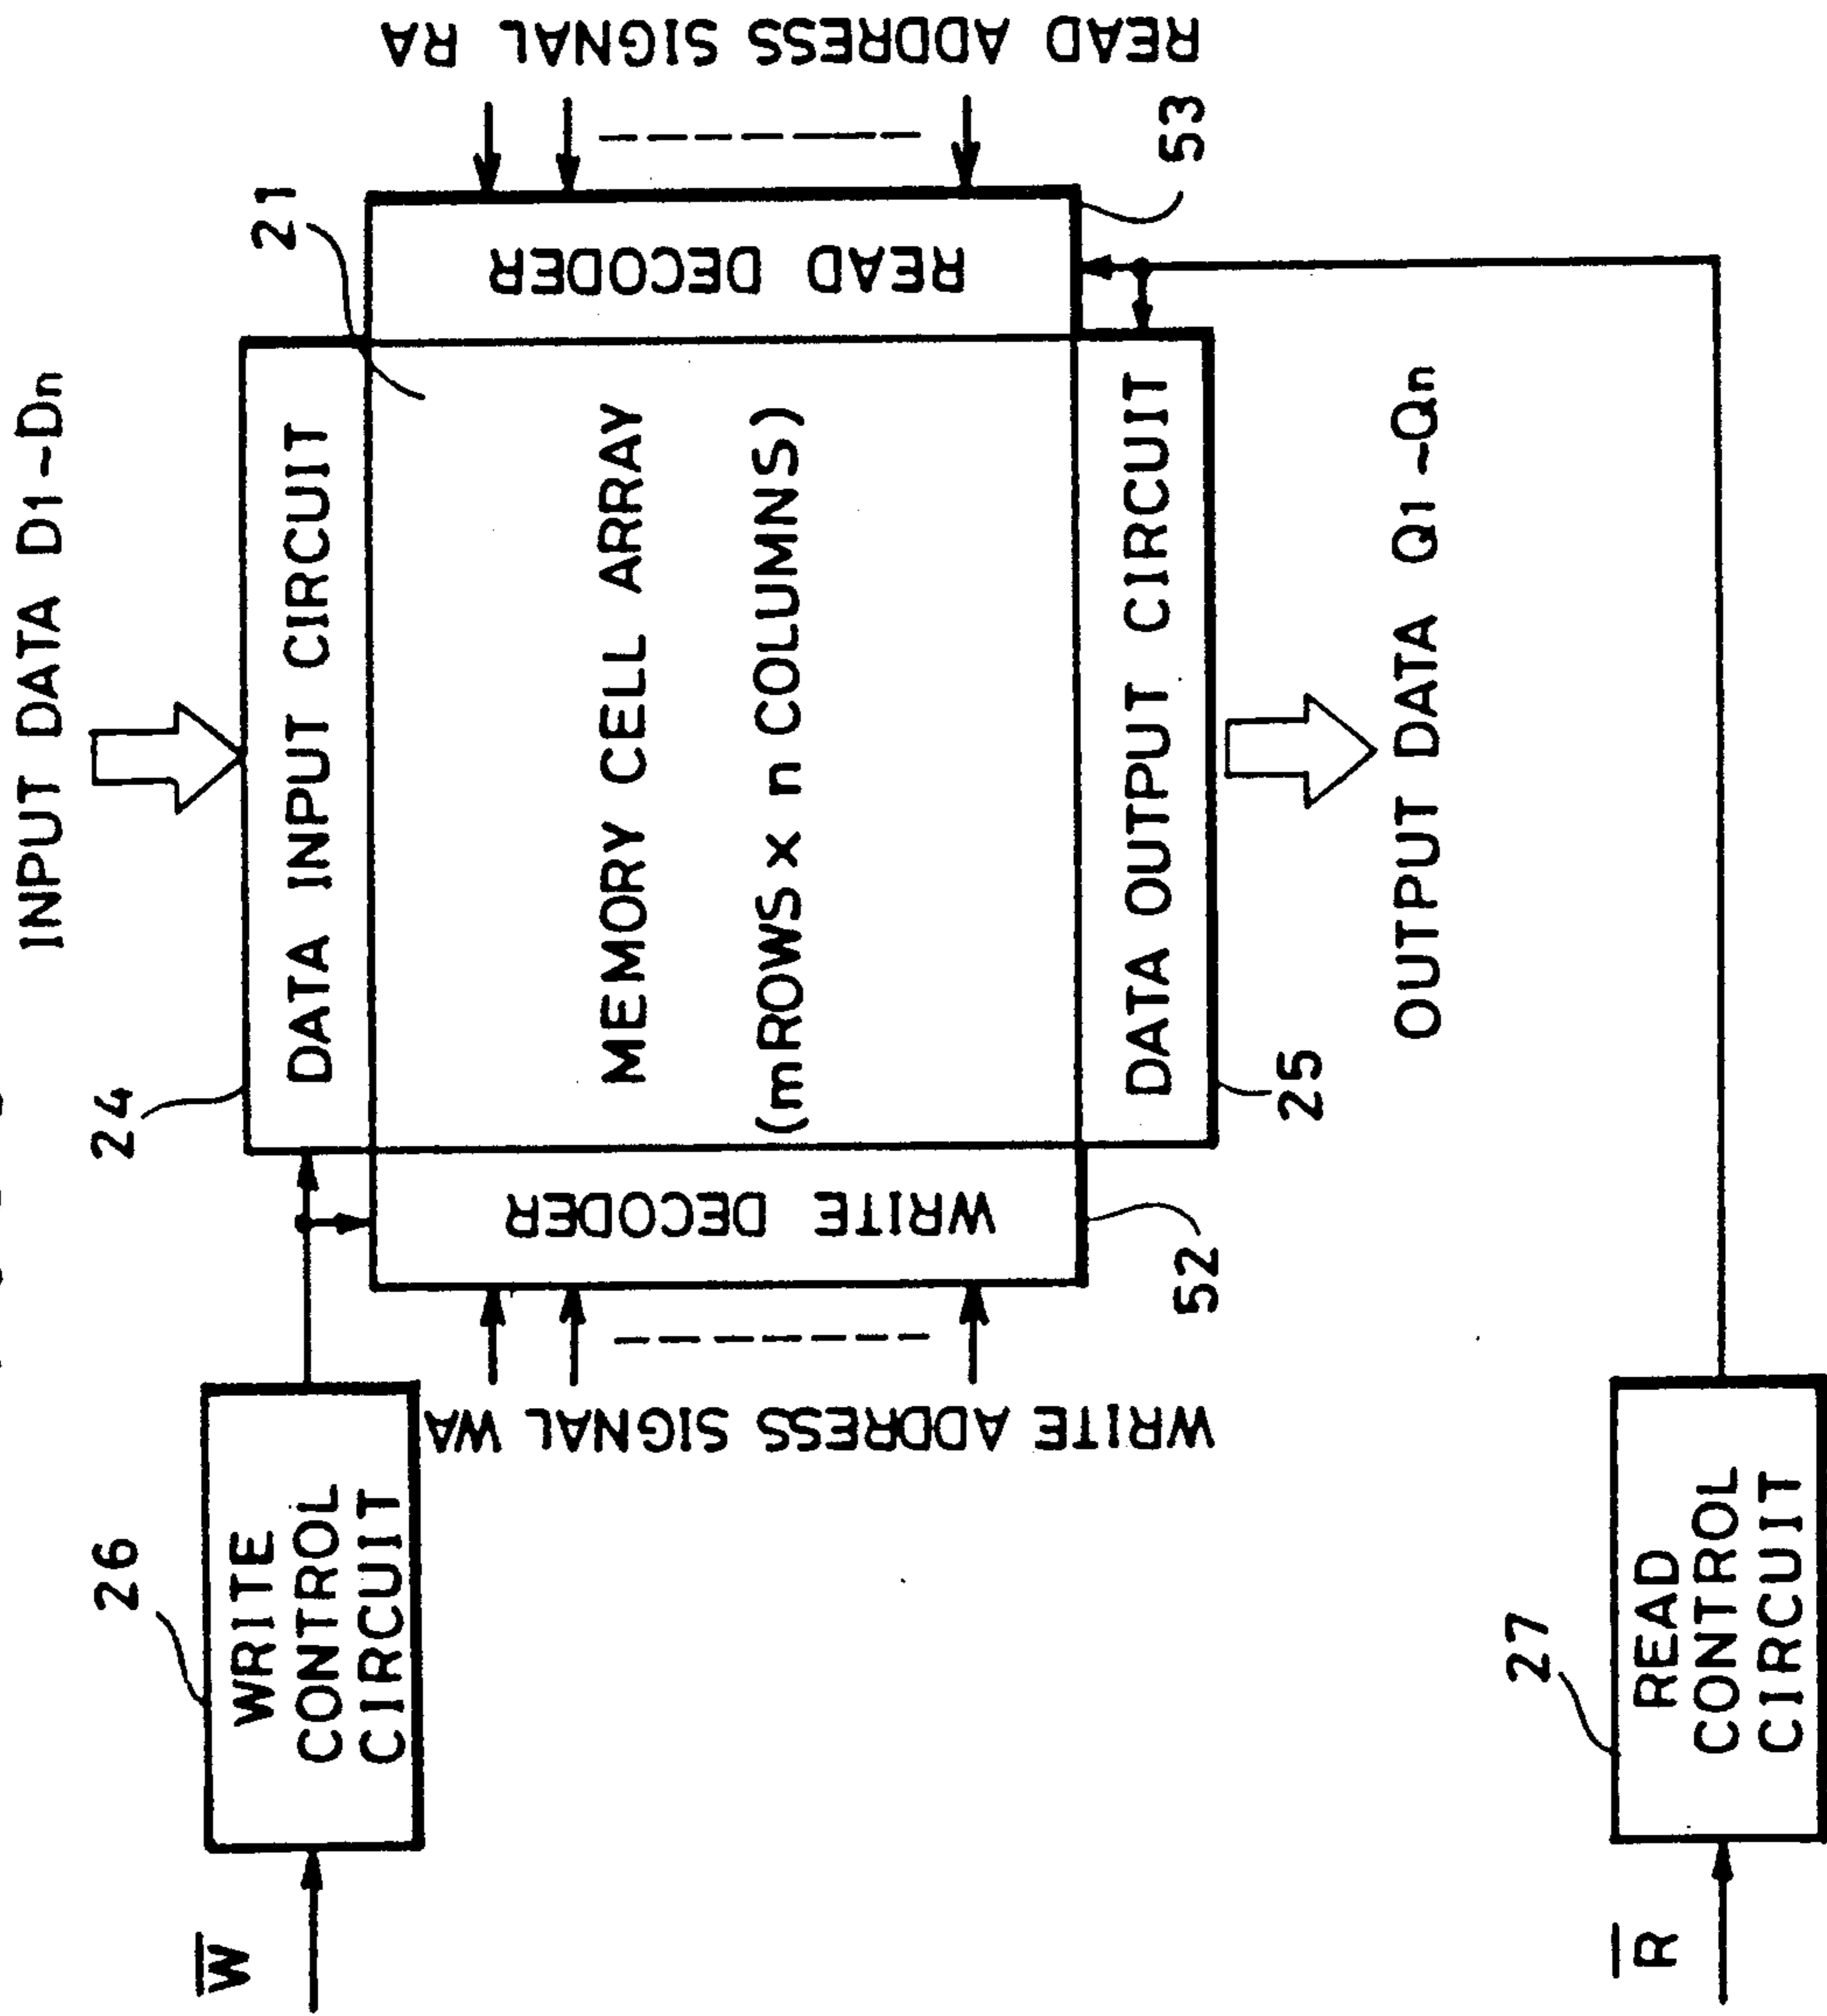 INPUT DATA D1~Dn
24
21
DATA INPUT CIRCUIT
26
WRITE
CONTROL
CIRCUIT
W̅
WRITE ADDRESS SIGNAL WA
WRITE DECODER
52
MEMORY CELL ARRAY
(mROWS x n COLUMNS)
READ DECODER
READ ADDRESS SIGNAL RA
53
DATA OUTPUT CIRCUIT
25
OUTPUT DATA Q1~Qn
27
READ
CONTROL
CIRCUIT
R̅